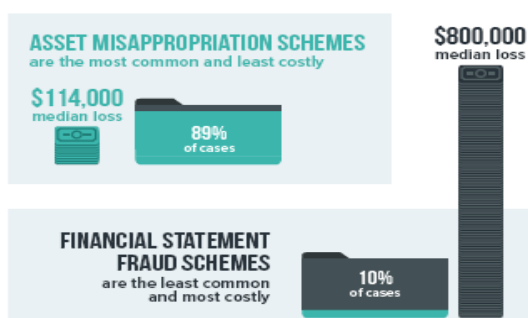 ASSET MISAPPROPRIATION SCHEMES
are the most common and least costly
$114,000
median loss
89%
of cases
$800,000
median loss
FINANCIAL STATEMENT
FRAUD SCHEMES
are the least common
and most costly
10%
of cases